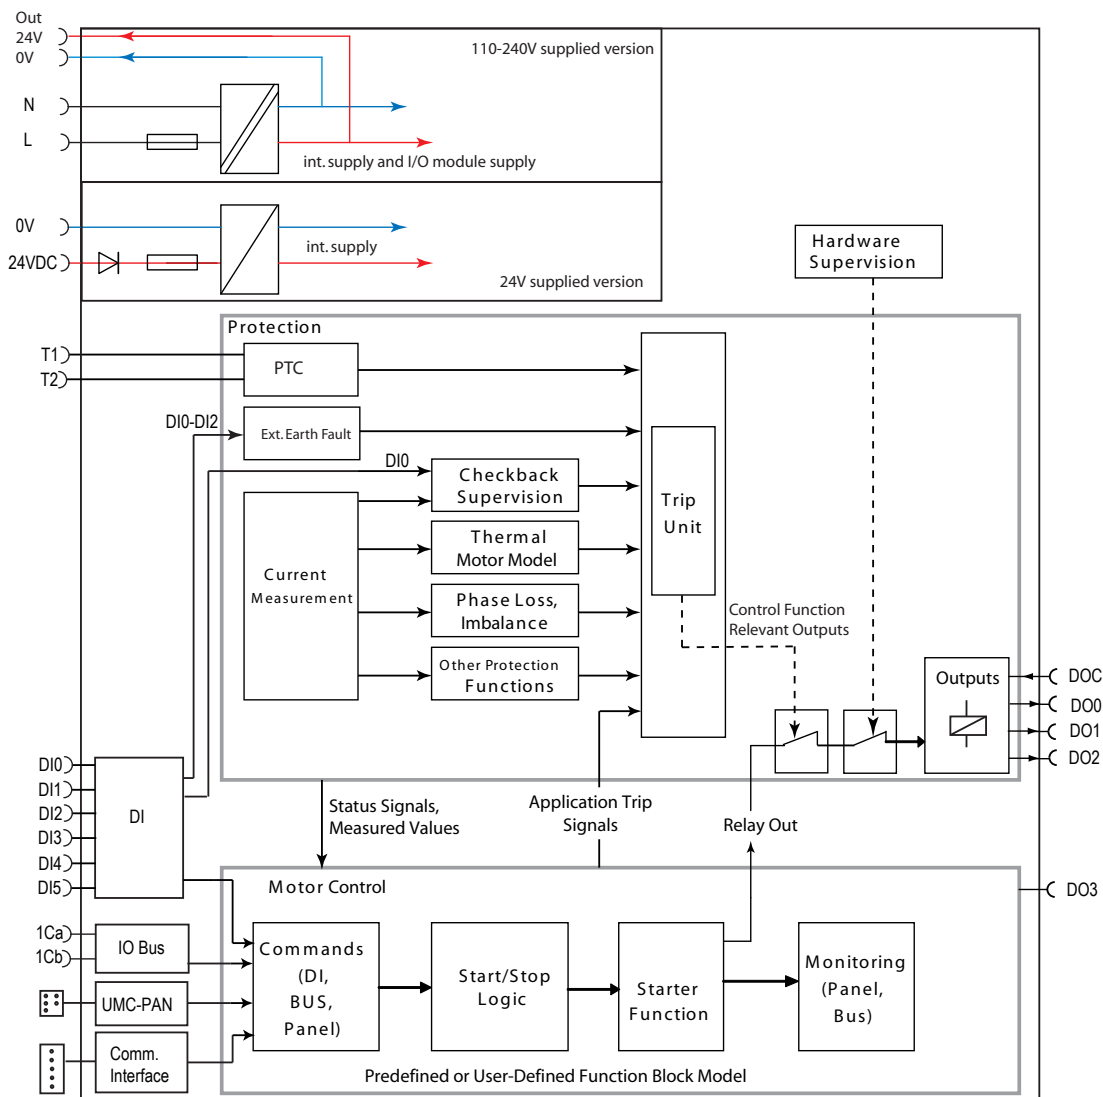 Out
24V
0V
110-240V supplied version
N
L
int. supply and I/O module supply
0V
int. supply
24VDC
24V supplied version
Hardware
Supervision
Protection
T1
T2
PTC
DI0-DI2
Ext. Earth Fault
DI0
Checkback
Supervision
Trip
Unit
Thermal
Motor Model
Current
Measurement
Phase Loss,
Imbalance
Control Function
Relevant Outputs
Other Protection
Functions
Outputs
DOC
DO0
DO1
DO2
DI0
DI1
DI2
DI3
DI4
DI5
DI
Status Signals,
Measured Values
Application Trip
Signals
Relay Out
Motor Control
DO3
1Ca
1Cb
IO Bus
UMC-PAN
Comm.
Interface
Commands
(DI,
BUS,
Panel)
Start/Stop
Logic
Starter
Function
Monitoring
(Panel,
Bus)
Predefined or User-Defined Function Block Model